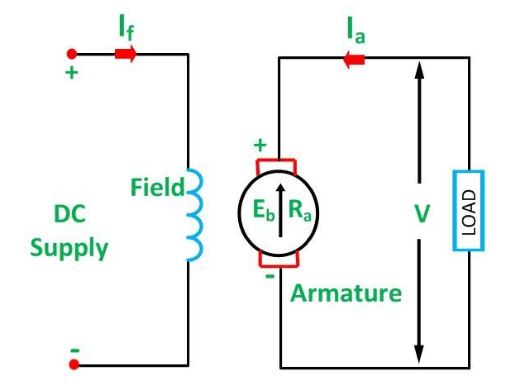 I_f
I_a
+
+
Field
DC
Supply
E_b R_a
V
LOAD
-
Armature
-